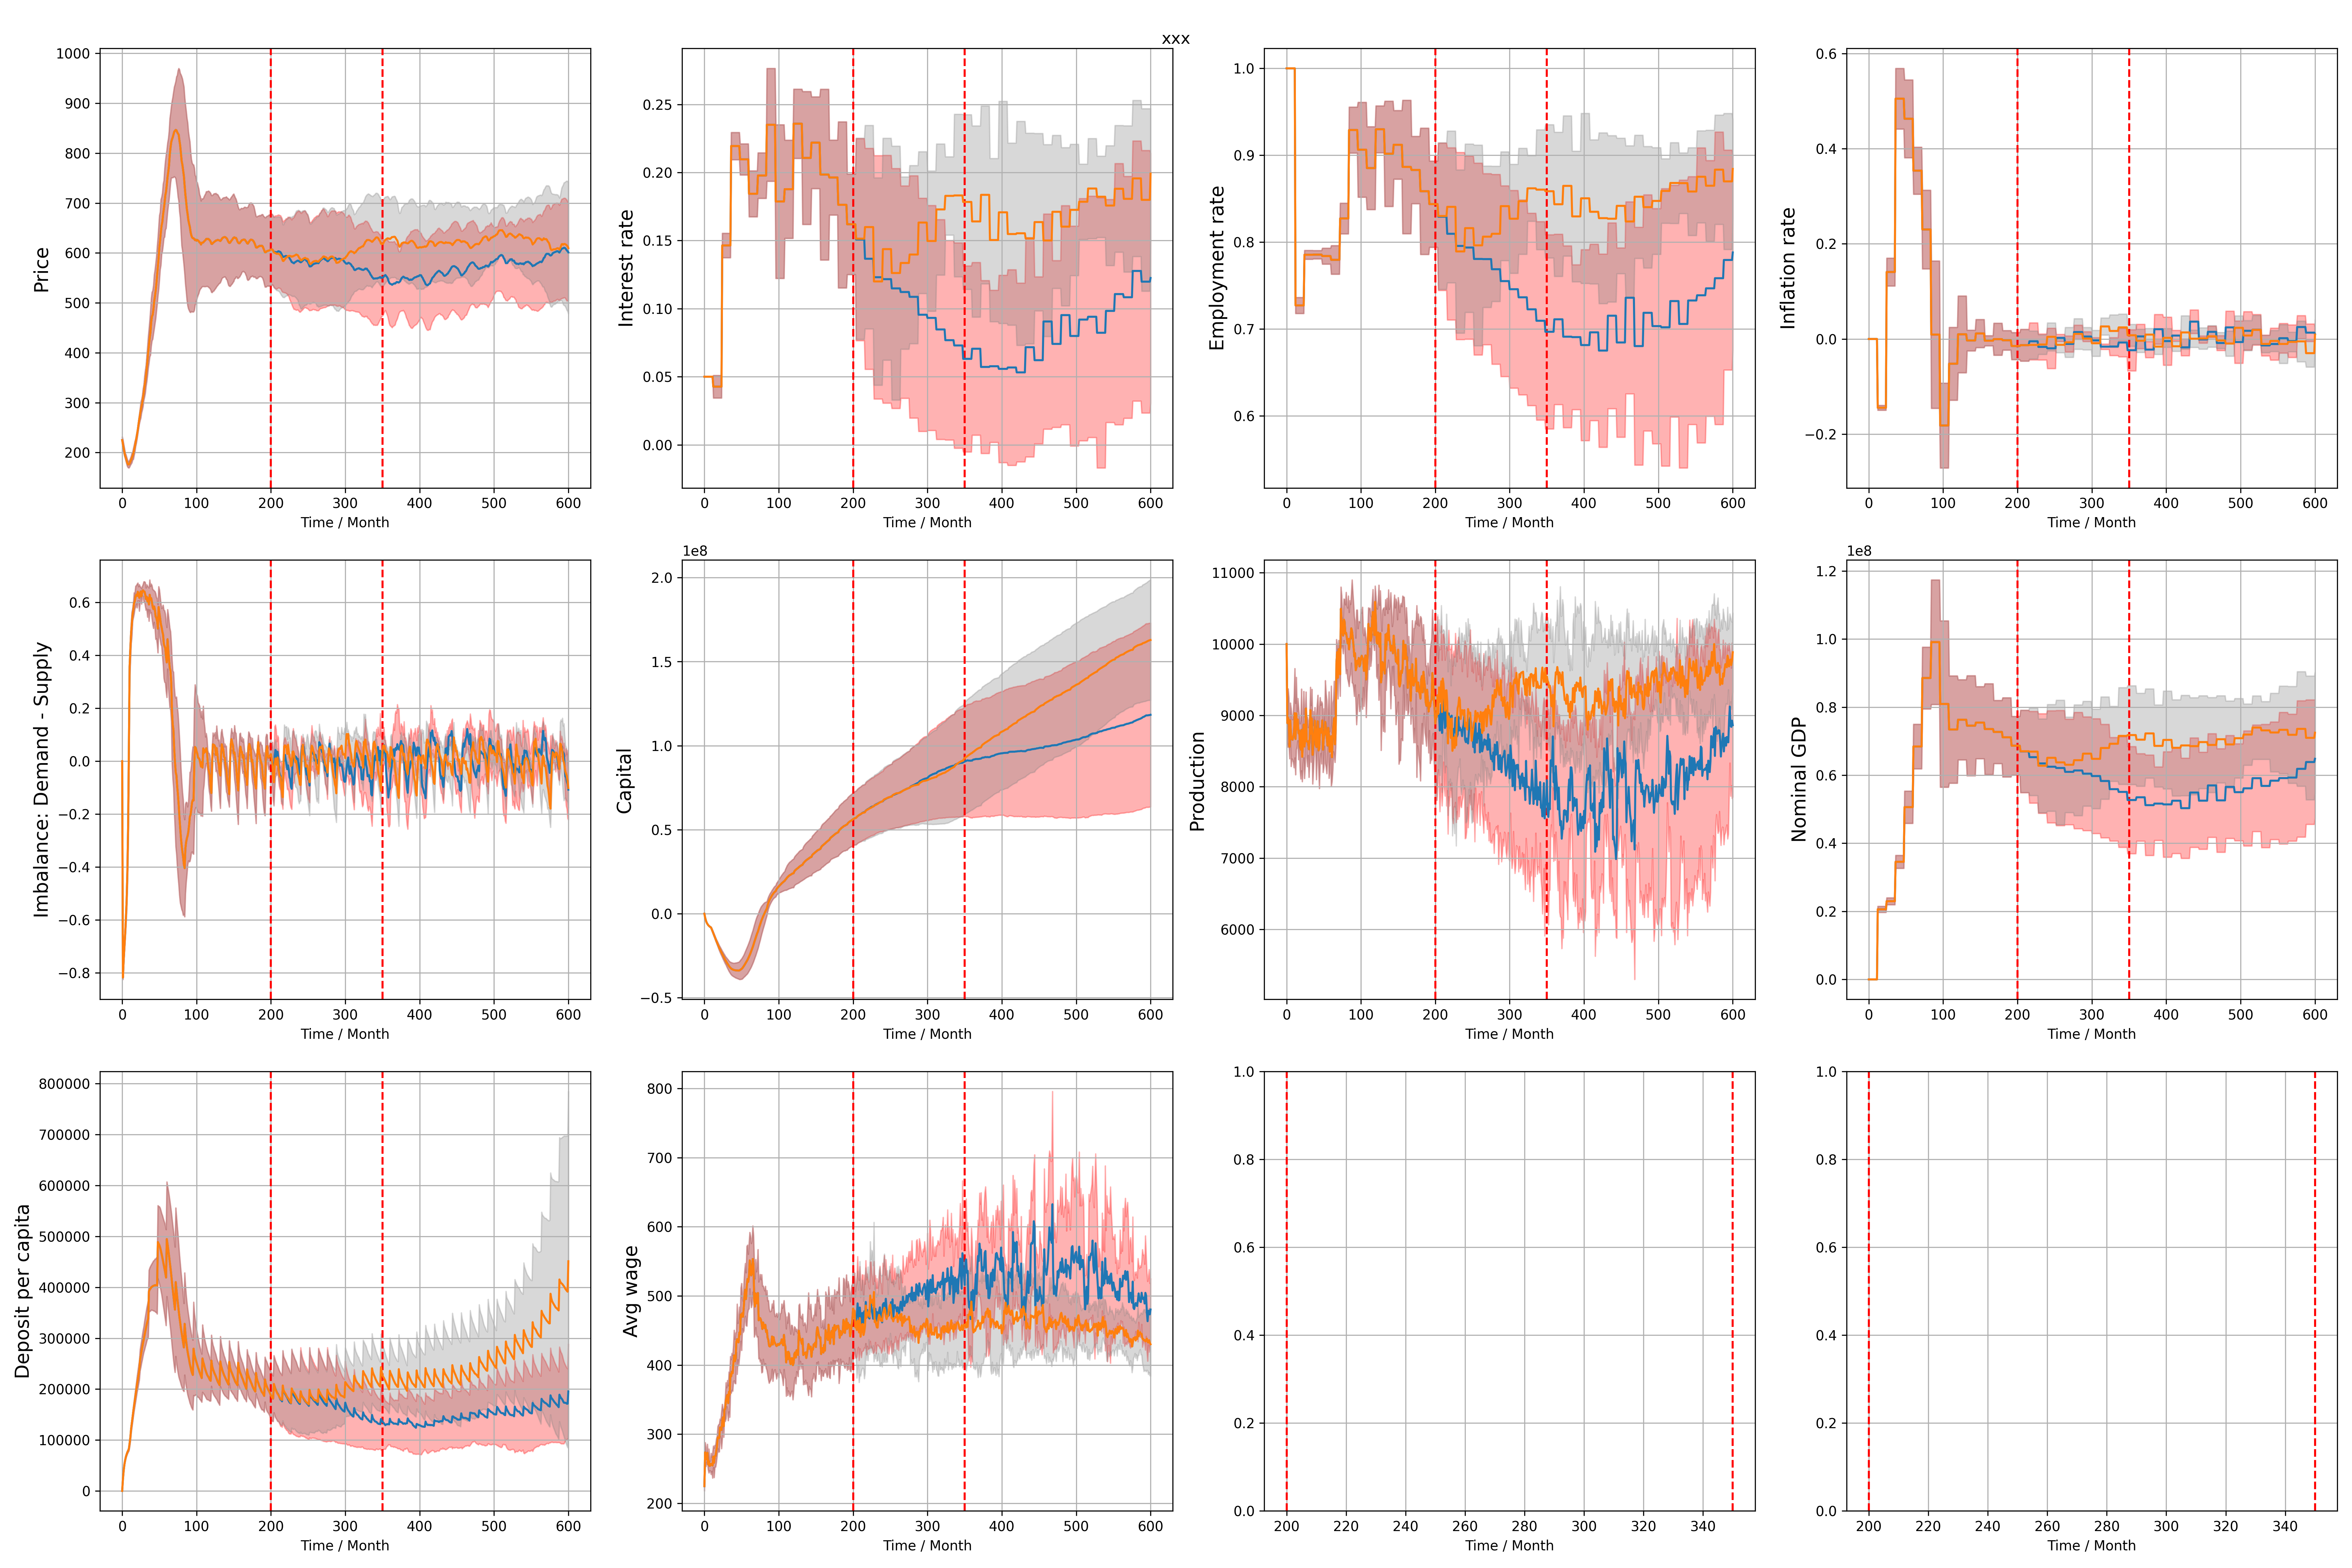 xxx
1000
900
800
700
600
500
400
300
200
Price
0 100 200 300 400 500 600
Time / Month
0.25
0.20
0.15
0.10
0.05
0.00
Interest rate
0 100 200 300 400 500 600
Time / Month
1.0
0.9
0.8
0.7
0.6
Employment rate
0 100 200 300 400 500 600
Time / Month
0.6
0.4
0.2
0.0
−0.2
Inflation rate
0 100 200 300 400 500 600
Time / Month
0.6
0.4
0.2
0.0
−0.2
−0.4
−0.6
−0.8
Imbalance: Demand - Supply
0 100 200 300 400 500 600
Time / Month
1e8
2.0
1.5
1.0
0.5
0.0
−0.5
Capital
0 100 200 300 400 500 600
Time / Month
11000
10000
9000
8000
7000
6000
Production
0 100 200 300 400 500 600
Time / Month
1e8
1.2
1.0
0.8
0.6
0.4
0.2
0.0
Nominal GDP
0 100 200 300 400 500 600
Time / Month
800000
700000
600000
500000
400000
300000
200000
100000
0
Deposit per capita
0 100 200 300 400 500 600
Time / Month
800
700
600
500
400
300
200
Avg wage
0 100 200 300 400 500 600
Time / Month
1.0
0.8
0.6
0.4
0.2
0.0
200 220 240 260 280 300 320 340
Time / Month
1.0
0.8
0.6
0.4
0.2
0.0
200 220 240 260 280 300 320 340
Time / Month